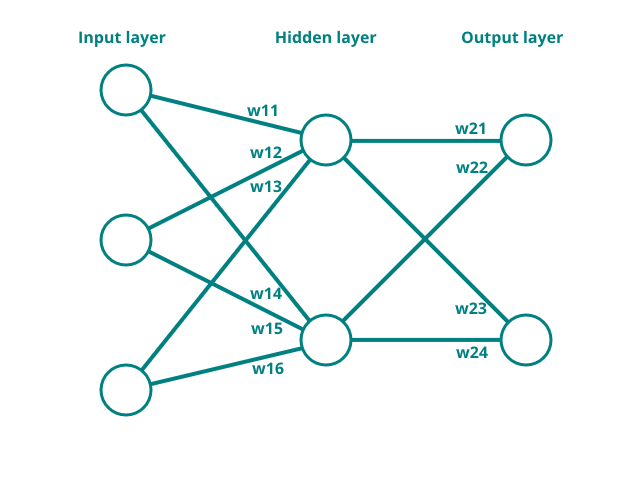 Input layer
Hidden layer
Output layer
w11
w12
w13
w14
w15
w16
w21
w22
w23
w24